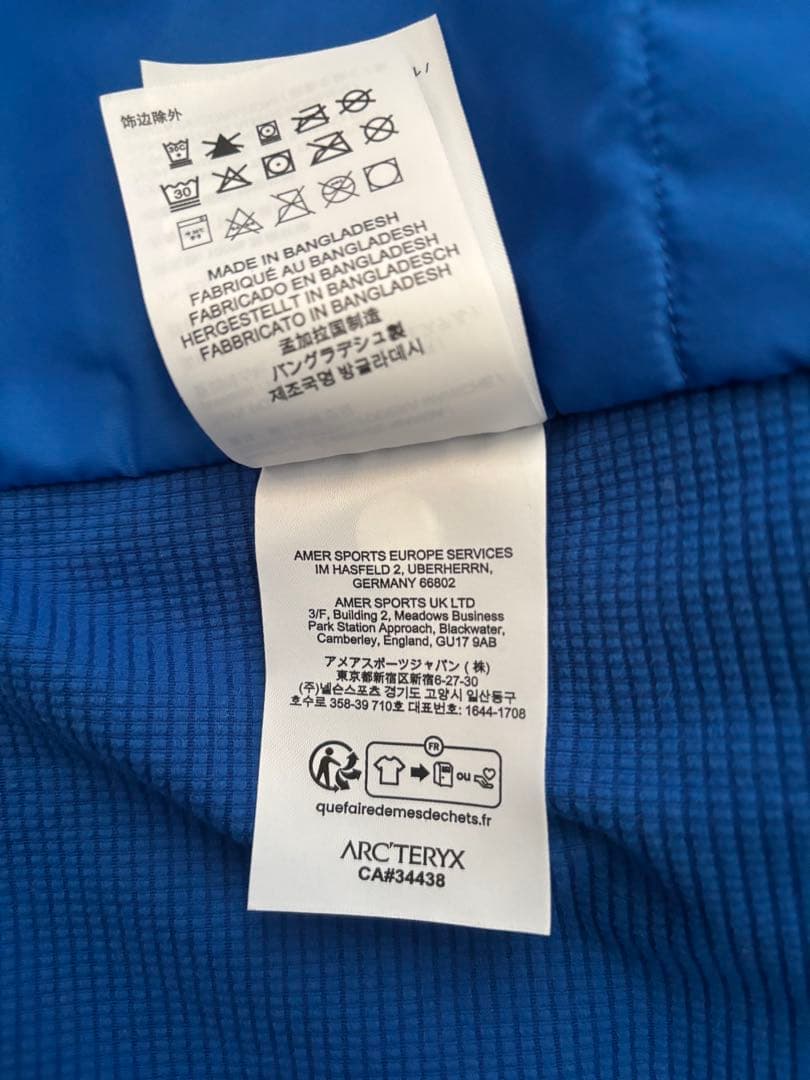 饰边除外
30C
30
MADE IN BANGLADESH
FABRIQUÉ AU BANGLADESH
FABRICADO EN BANGLADESH
HERGESTELLT IN BANGLADESCH
FABBRICATO IN BANGLADESH
孟加拉国制造
バングラデシュ製
제조국명 방글라데시
AMER SPORTS EUROPE SERVICES
IM HASFELD 2, UBERHERRN,
GERMANY 66802
AMER SPORTS UK LTD
3/F, Building 2, Meadows Business
Park Station Approach, Blackwater,
Camberley, England, GU17 9AB
アメアスポーツジャパン (株)
東京都新宿区新宿6-27-30
(주)넬슨스포츠 경기도 고양시 일산동구
호수로 358-39 710호 대표번호: 1644-1708
FR
ou
quefairedemesdechets.fr
ARC'TERYX
CA#34438